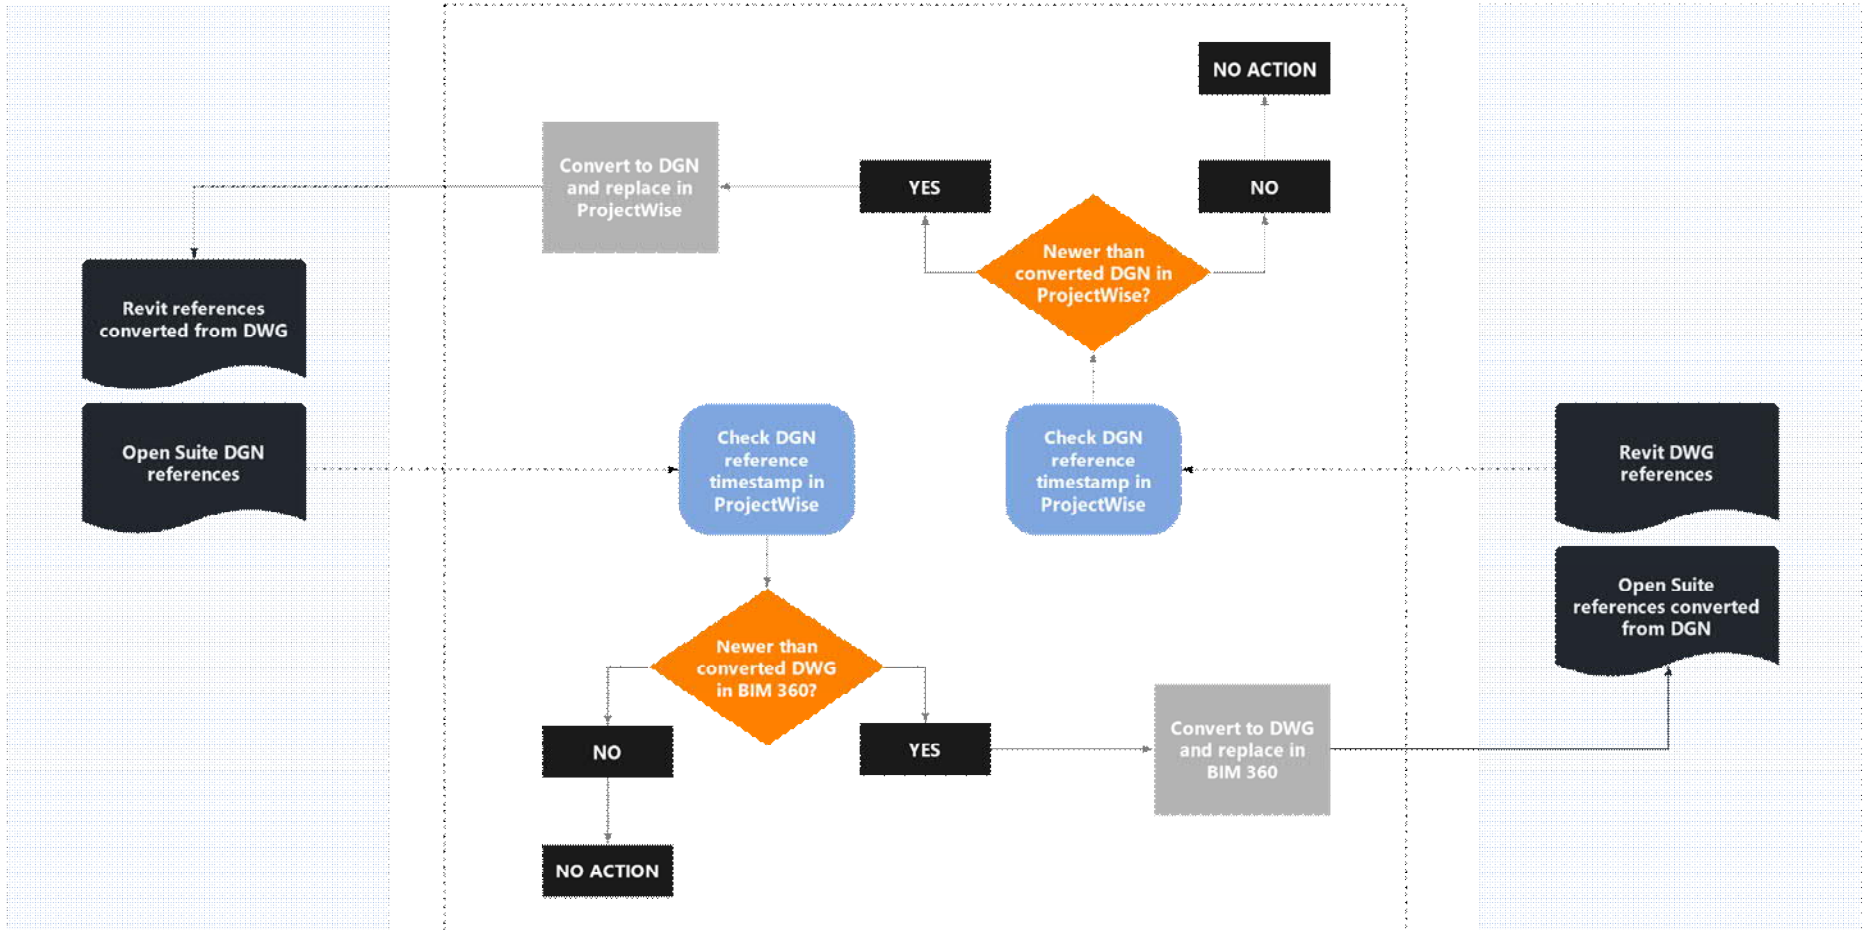 NO ACTION
Convert to DGN
and replace in
ProjectWise
YES
NO
Newer than
converted DGN in
ProjectWise?
Revit references
converted from DWG
Open Suite DGN
references
Check DGN
reference
timestamp in
ProjectWise
Check DGN
reference
timestamp in
ProjectWise
Revit DWG
references
Open Suite
references converted
from DGN
Newer than
converted DWG
in BIM 360?
NO
YES
Convert to DWG
and replace in
BIM 360
NO ACTION